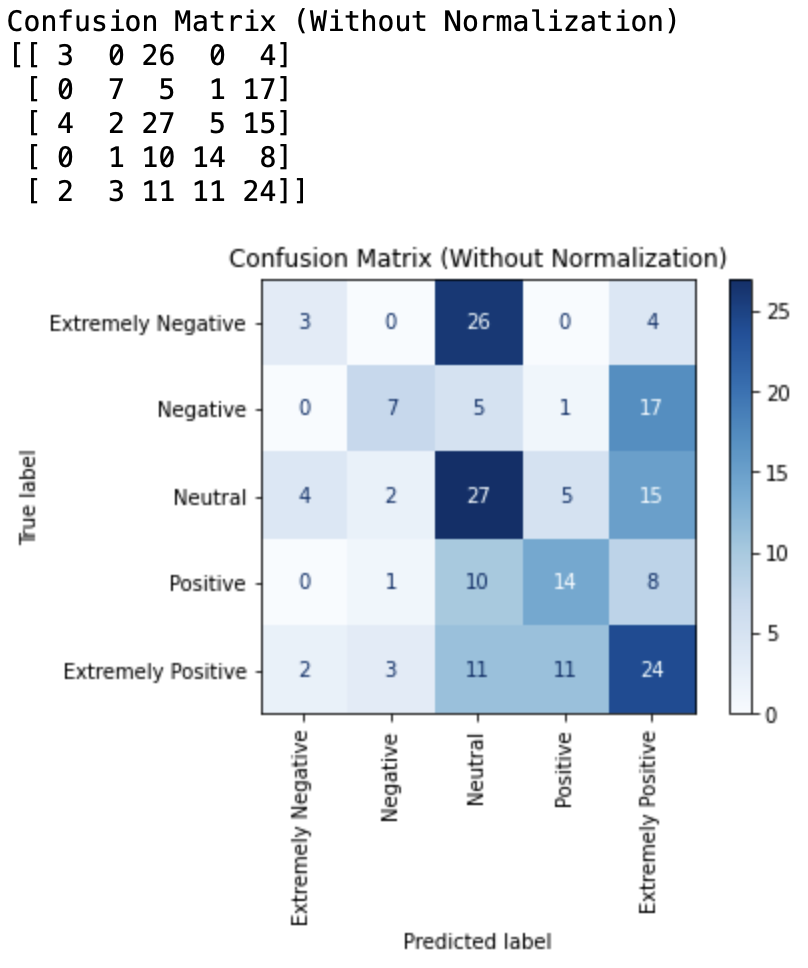 Confusion Matrix (Without Normalization)
[[ 3  0 26  0  4]
 [ 0  7  5  1 17]
 [ 4  2 27  5 15]
 [ 0  1 10 14  8]
 [ 2  3 11 11 24]]
Confusion Matrix (Without Normalization)
Extremely Negative 3 0 26 0 4
Negative 0 7 5 1 17
Neutral 4 2 27 5 15
Positive 0 1 10 14 8
Extremely Positive 2 3 11 11 24
True label
Extremely Negative
Negative
Neutral
Positive
Extremely Positive
Predicted label
25
20
15
10
5
0